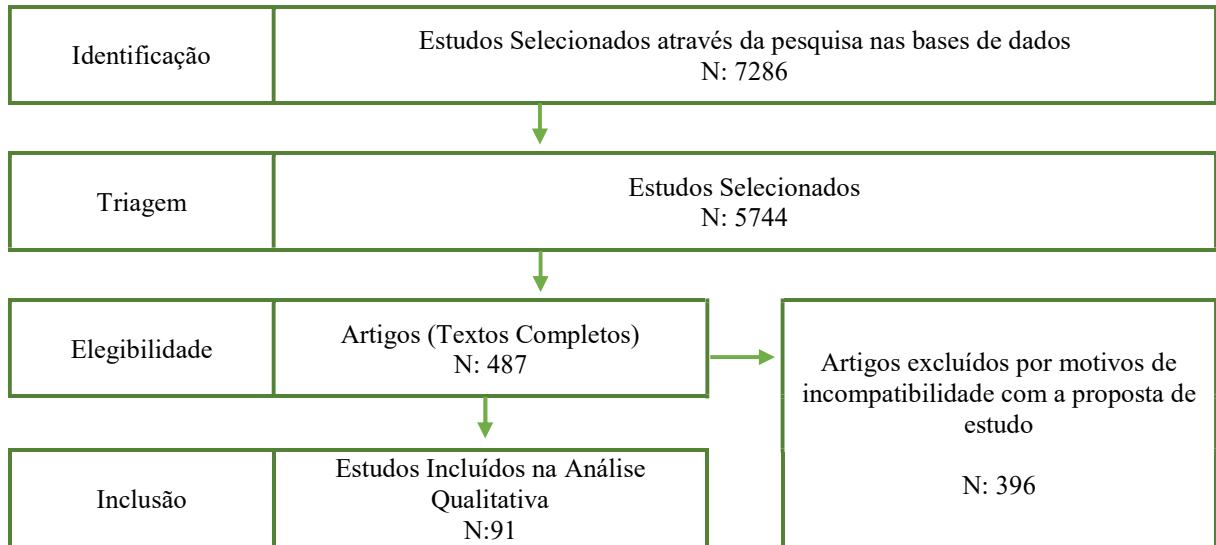 Identificação
Estudos Selecionados através da pesquisa nas bases de dados
N: 7286
Triagem
Estudos Selecionados
N: 5744
Elegibilidade
Artigos (Textos Completos)
N: 487
Artigos excluídos por motivos de
incompatibilidade com a proposta de
estudo
N: 396
Inclusão
Estudos Incluídos na Análise
Qualitativa
N:91